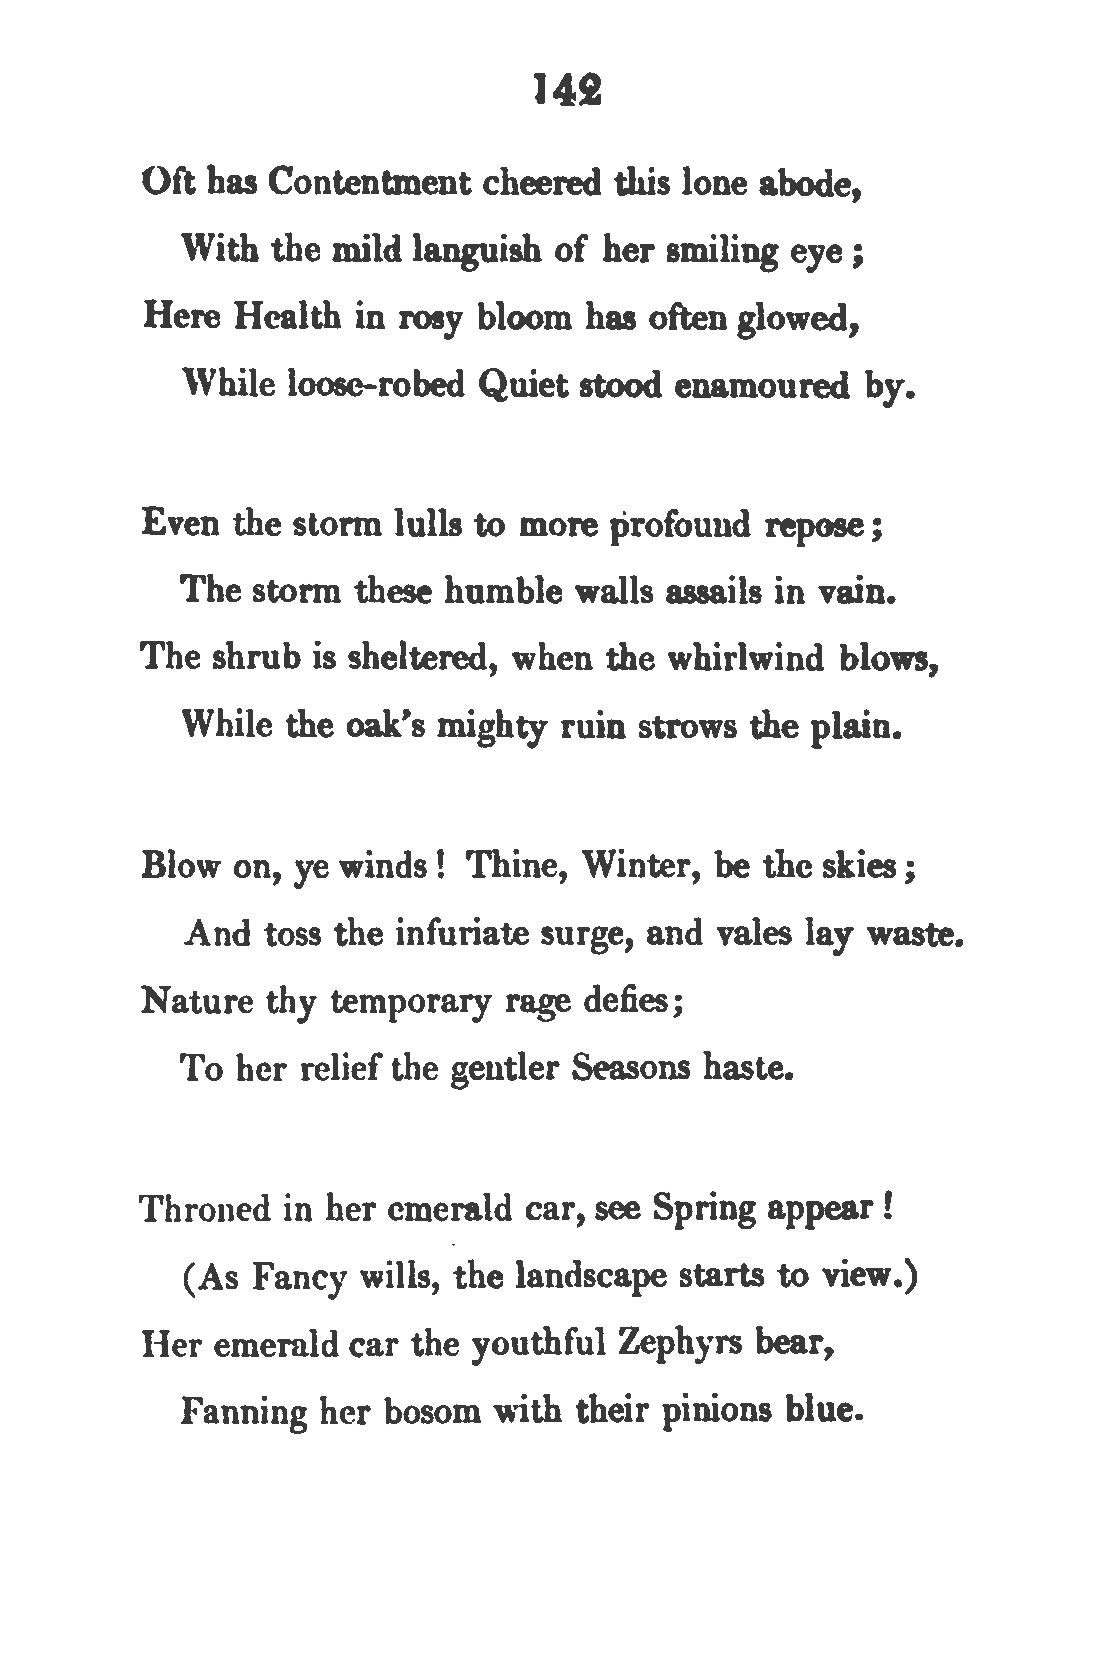 142
Oft has Contentment cheered this lone abode,
With the mild languish of her smiling eye ;
Here Health in rosy bloom has often glowed,
While loose-robed Quiet stood enamoured by.
Even the storm lulls to more profound repose ;
The storm these humble walls assails in vain.
The shrub is sheltered, when the whirlwind blows,
While the oak's mighty ruin strows the plain.
Blow on, ye winds ! Thine, Winter, be the skies ;
And toss the infuriate surge, and vales lay waste.
Nature thy temporary rage defies;
To her relief the gentler Seasons haste.
Throned in her emerald car, see Spring appear !
(As Fancy wills, the landscape starts to view.)
Her emerald car the youthful Zephyrs bear,
Fanning her bosom with their pinions blue.